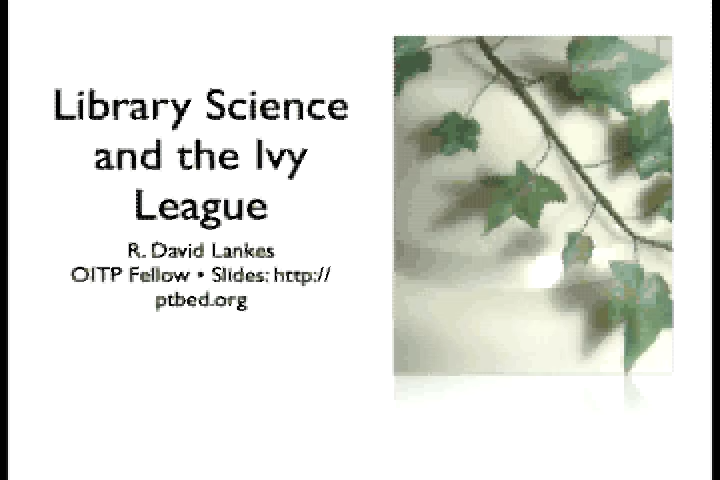 Library Science
and the Ivy
League
R. David Lankes
OITP Fellow • Slides: http://
ptbed.org